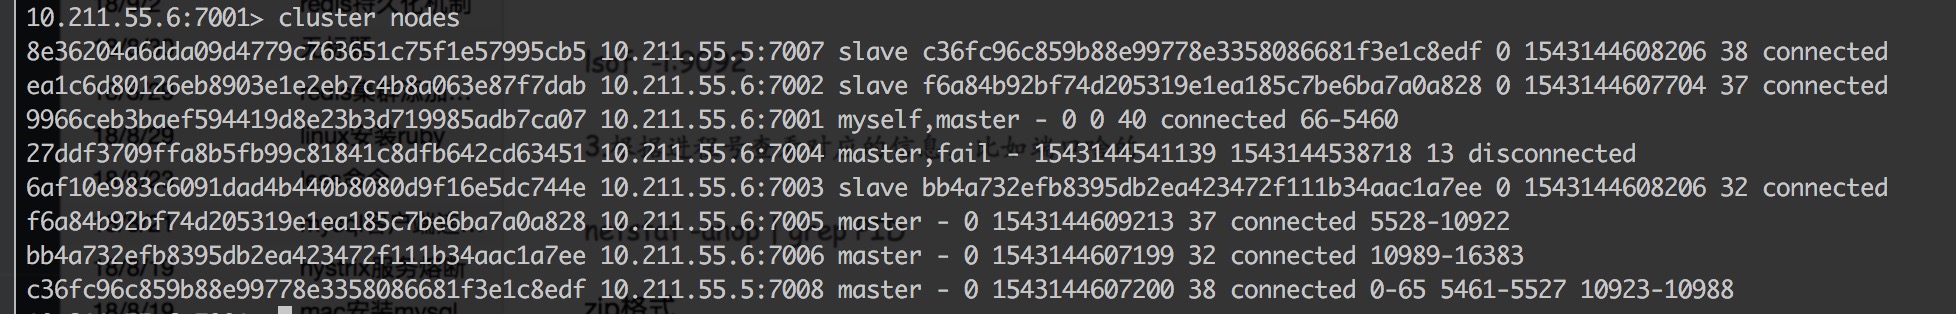 10.211.55.6:7001> cluster nodes
8e36204a6dda09d4779c763651c75f1e57995cb5 10.211.55.5:7007 slave c36fc96c859b88e99778e3358086681f3e1c8edf 0 1543144608206 38 connected
ea1c6d80126eb8903e1e2eb7c4b8a063e87f7dab 10.211.55.6:7002 slave f6a84b92bf74d205319e1ea185c7be6ba7a0a828 0 1543144607704 37 connected
9966ceb3baef594419d8e23b3d719985adb7ca07 10.211.55.6:7001 myself,master - 0 0 40 connected 66-5460
27ddf3709ffa8b5fb99c81841c8dfb642cd63451 10.211.55.6:7004 master,fail - 1543144541139 1543144538718 13 disconnected
6af10e983c6091dad4b440b8080d9f16e5dc744e 10.211.55.6:7003 slave bb4a732efb8395db2ea423472f111b34aac1a7ee 0 1543144608206 32 connected
f6a84b92bf74d205319e1ea185c7be6ba7a0a828 10.211.55.6:7005 master - 0 1543144609213 37 connected 5528-10922
bb4a732efb8395db2ea423472f111b34aac1a7ee 10.211.55.6:7006 master - 0 1543144607199 32 connected 10989-16383
c36fc96c859b88e99778e3358086681f3e1c8edf 10.211.55.5:7008 master - 0 1543144607200 38 connected 0-65 5461-5527 10923-10988